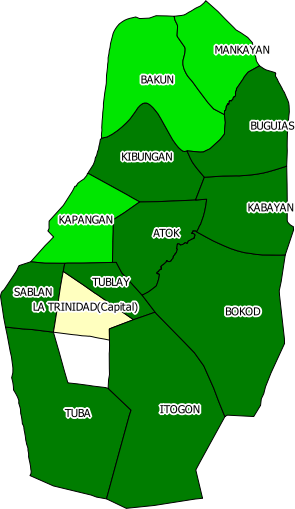 MANKAYAN
BAKUN
BUGUIAS
KIBUNGAN
KABAYAN
KAPANGAN
ATOK
TUBLAY
SABLAN
LA TRINIDAD(Capital)
BOKOD
TUBA
ITOGON